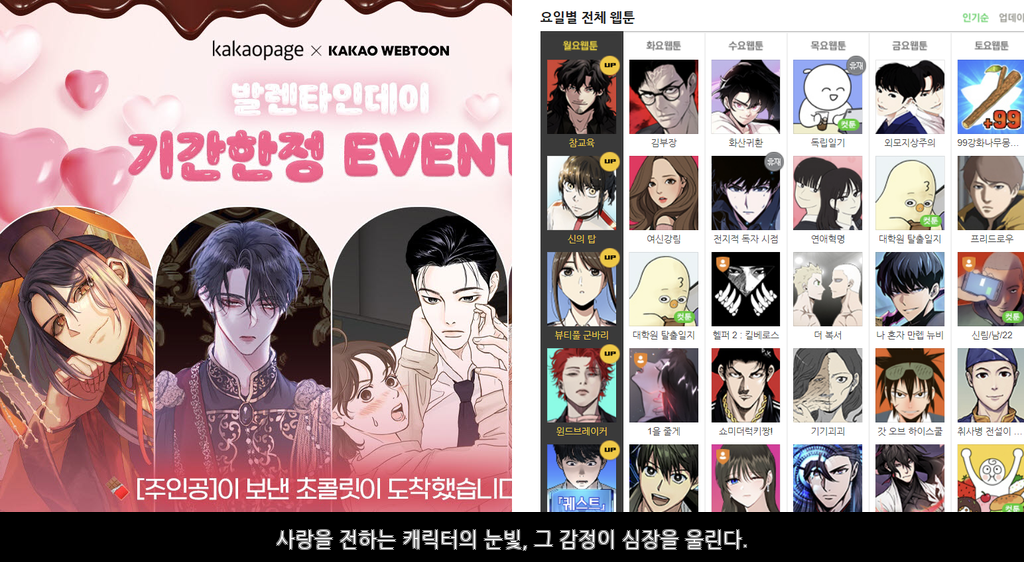 kakaopage × KAKAO WEBTOON
발렌타인데이
기간한정 EVENT
[주인공]이 보낸 초콜릿이 도착했습니다
요일별 전체 웹툰
인기순 업데이
월요웹툰 화요웹툰 수요웹툰 목요웹툰 금요웹툰 토요웹툰
UP 휴재 컷툰 +99
참교육 김부장 화산귀환 독립일기 외모지상주의 99강화나무몽...
UP 휴재 컷툰
신의 탑 여신강림 전지적 독자 시점 연애혁명 대학원 탈출일지 프리드로우
UP 컷툰 컷툰
뷰티풀 군바리 대학원 탈출일지 헬퍼 2 : 킬베로스 더 복서 나 혼자 만렙 뉴비 신림/남/22
UP
윈드브레이커 1을 줄게 쇼미더럭키짱! 기기괴괴 갓 오브 하이스쿨 취사병 전설이 ...
UP
「퀘스트」
컷툰
사랑을 전하는 캐릭터의 눈빛, 그 감정이 심장을 울린다.